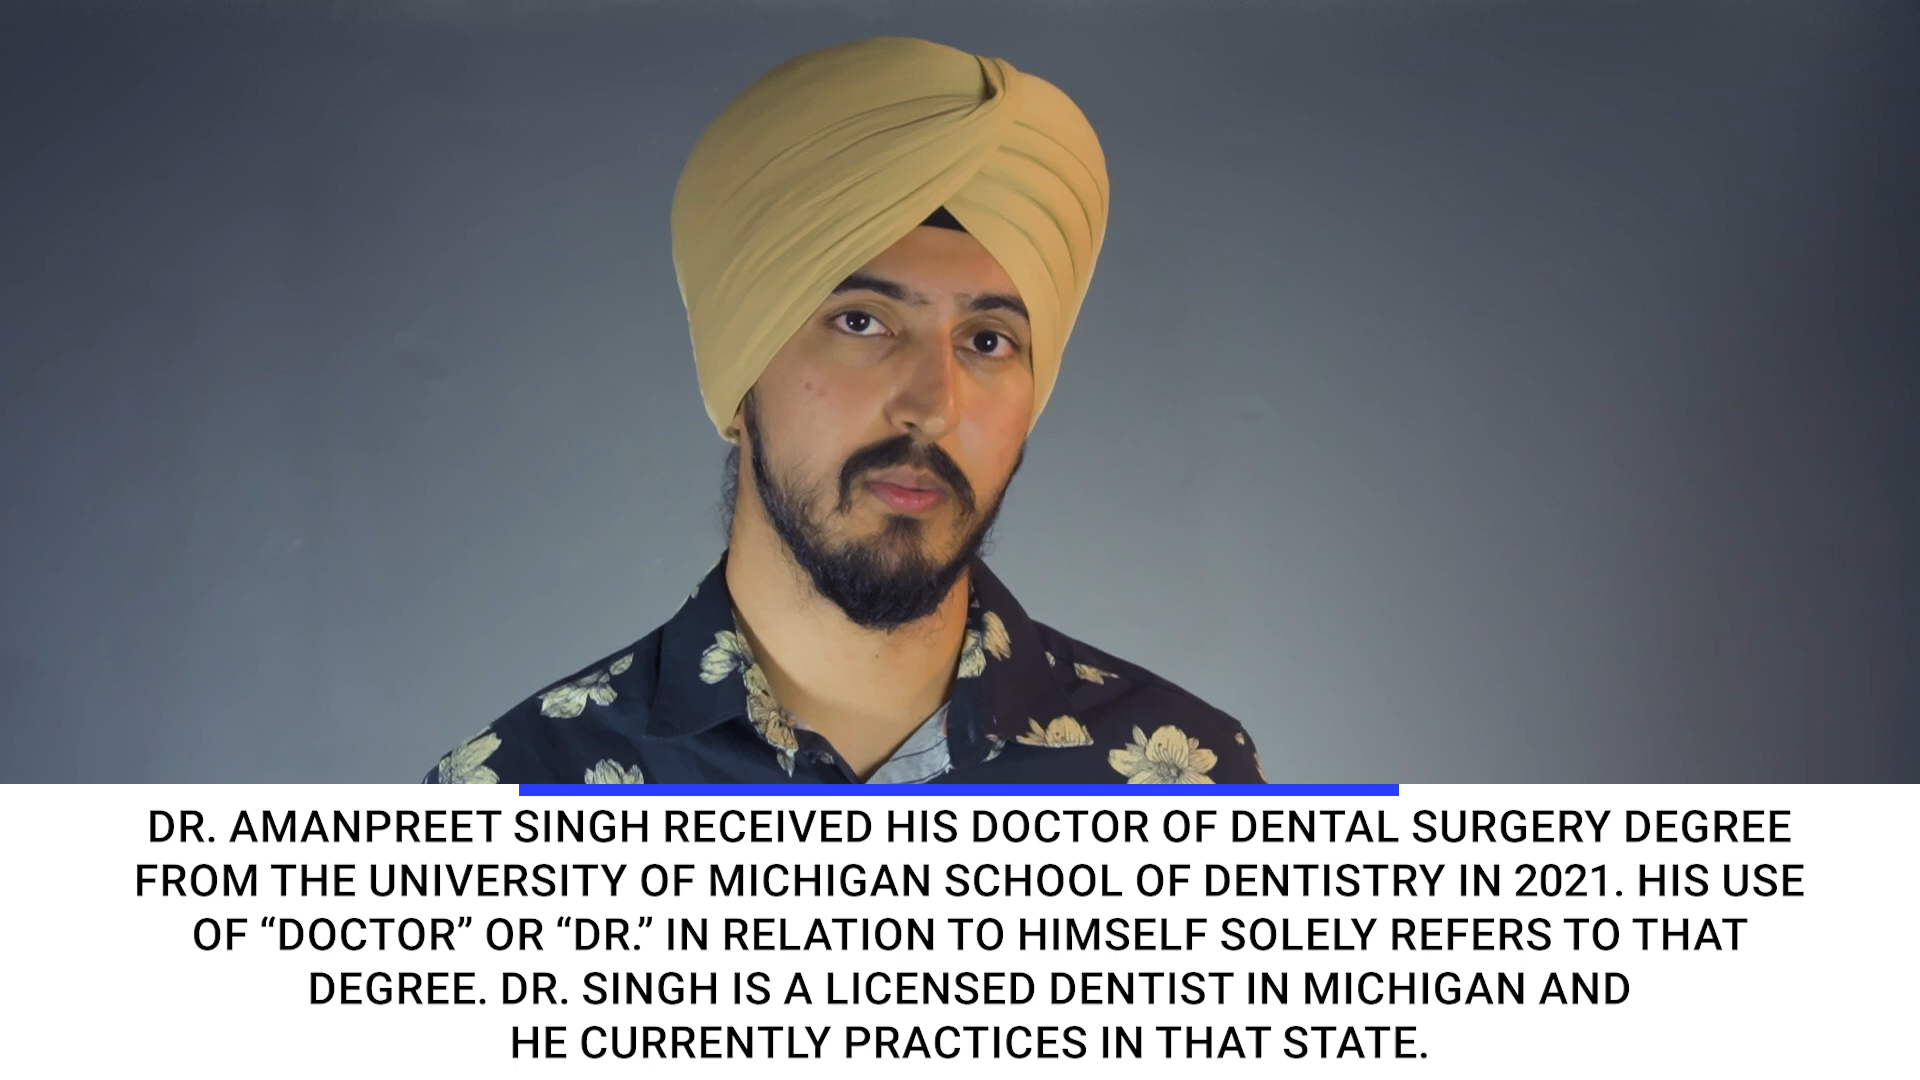 DR. AMANPREET SINGH RECEIVED HIS DOCTOR OF DENTAL SURGERY DEGREE
FROM THE UNIVERSITY OF MICHIGAN SCHOOL OF DENTISTRY IN 2021. HIS USE
OF “DOCTOR” OR “DR.” IN RELATION TO HIMSELF SOLELY REFERS TO THAT
DEGREE. DR. SINGH IS A LICENSED DENTIST IN MICHIGAN AND
HE CURRENTLY PRACTICES IN THAT STATE.